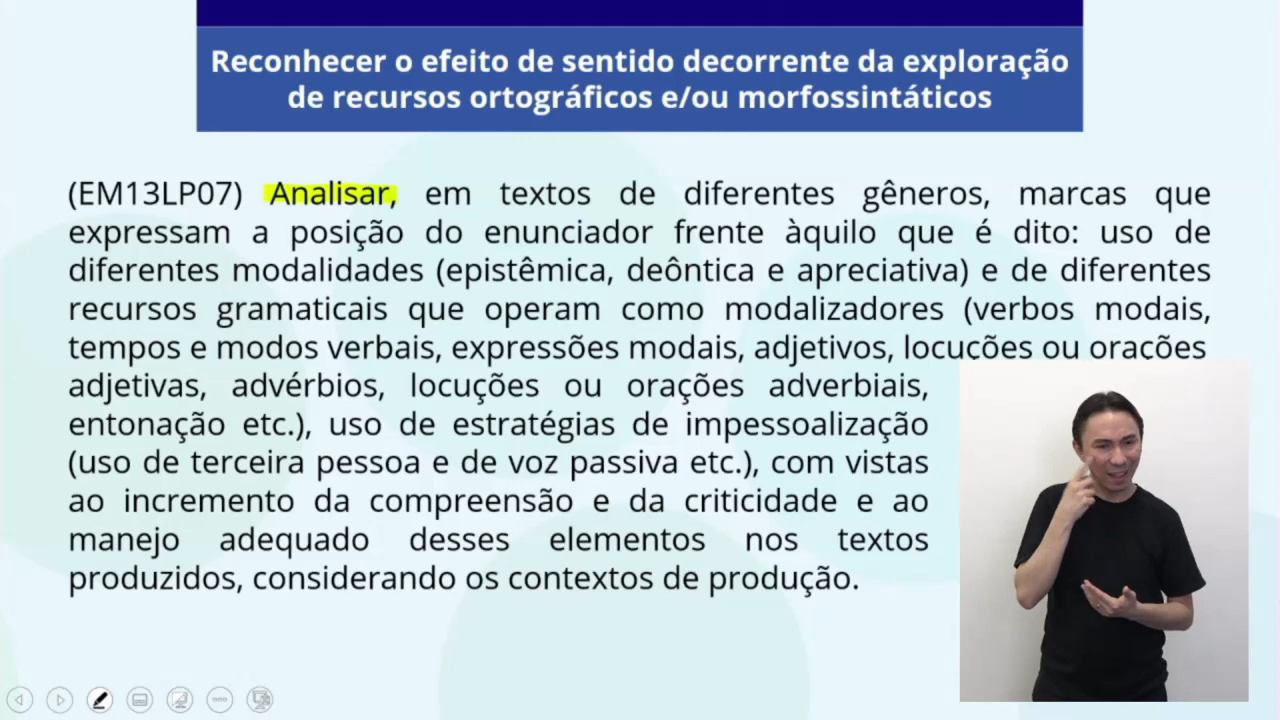 Reconhecer o efeito de sentido decorrente da exploração
de recursos ortográficos e/ou morfossintáticos
(EM13LP07) Analisar, em textos de diferentes gêneros, marcas que
expressam a posição do enunciador frente àquilo que é dito: uso de
diferentes modalidades (epistêmica, deôntica e apreciativa) e de diferentes
recursos gramaticais que operam como modalizadores (verbos modais,
tempos e modos verbais, expressões modais, adjetivos, locuções ou orações
adjetivas, advérbios, locuções ou orações adverbiais,
entonação etc.), uso de estratégias de impessoalização
(uso de terceira pessoa e de voz passiva etc.), com vistas
ao incremento da compreensão e da criticidade e ao
manejo adequado desses elementos nos textos
produzidos, considerando os contextos de produção.